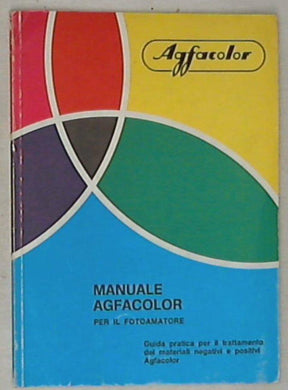 Agfacolor
MANUALE
AGFACOLOR
PER IL FOTOAMATORE
Guida pratica per il trattamento
dei materiali negativi e positivi
Agfacolor